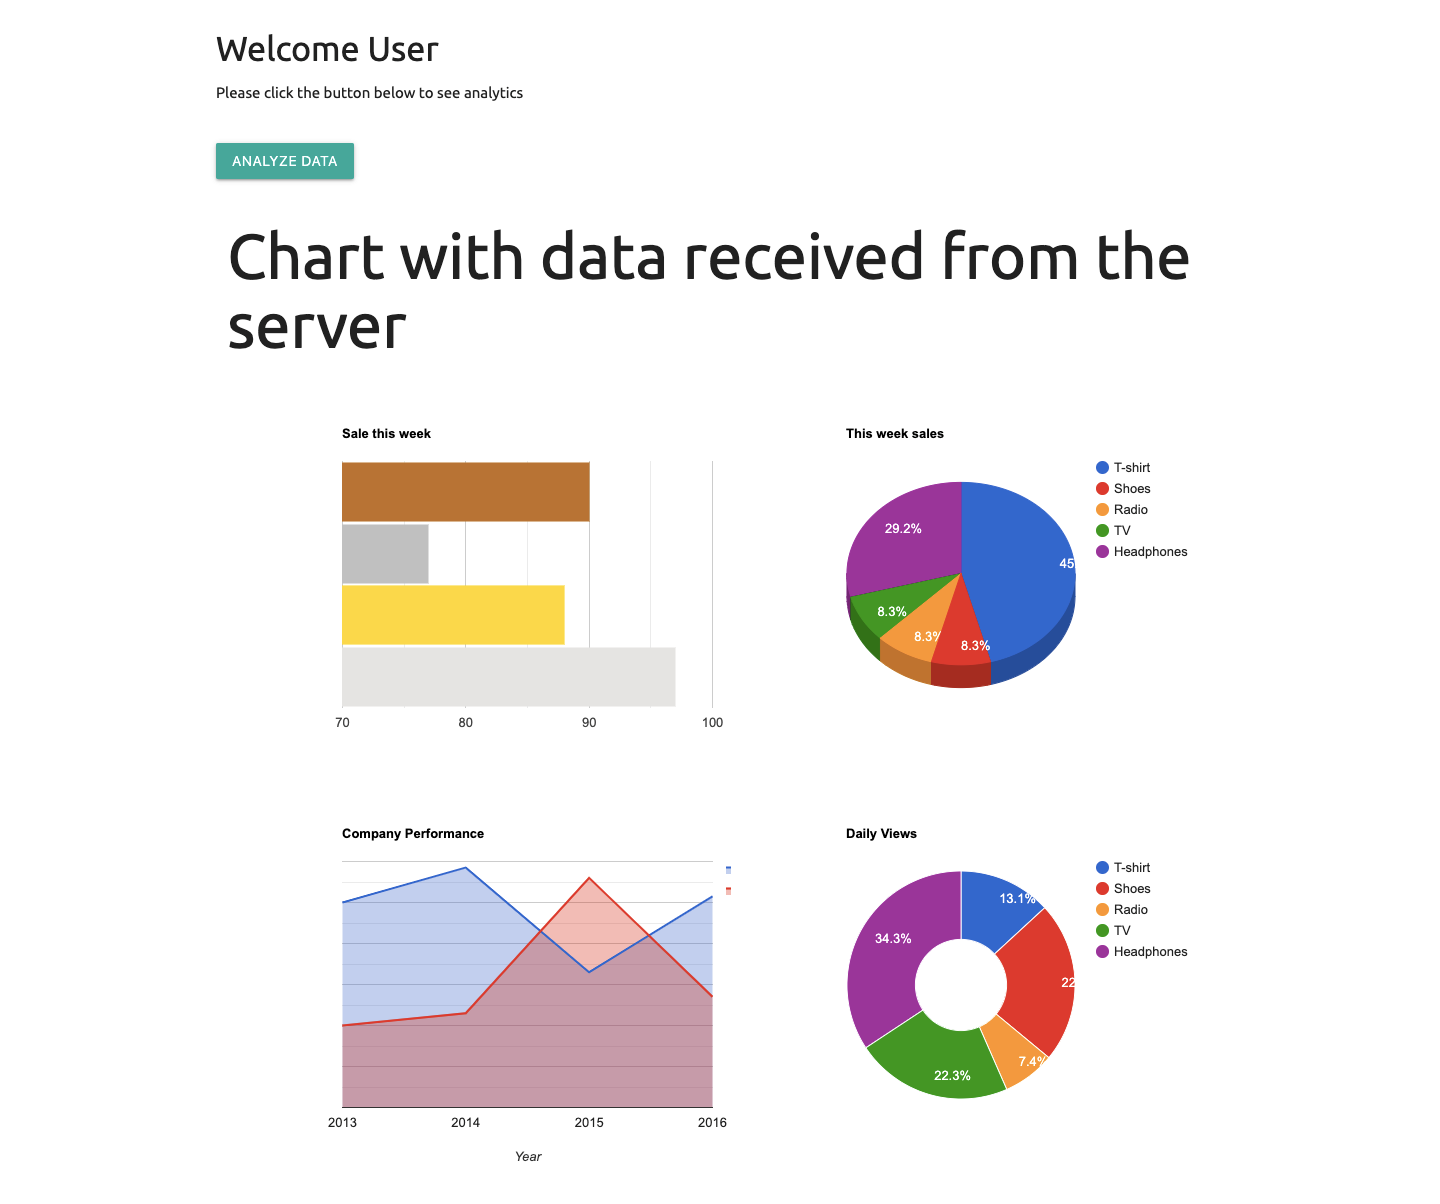 Welcome User
Please click the button below to see analytics
ANALYZE DATA
Chart with data received from the
server
Sale this week
70 80 90 100
This week sales
T-shirt
Shoes
Radio
TV
Headphones
29.2%
45
8.3%
8.3%
8.3%
Company Performance
2013 2014 2015 2016
Year
Daily Views
T-shirt
Shoes
Radio
TV
Headphones
13.1%
34.3%
22
7.4%
22.3%